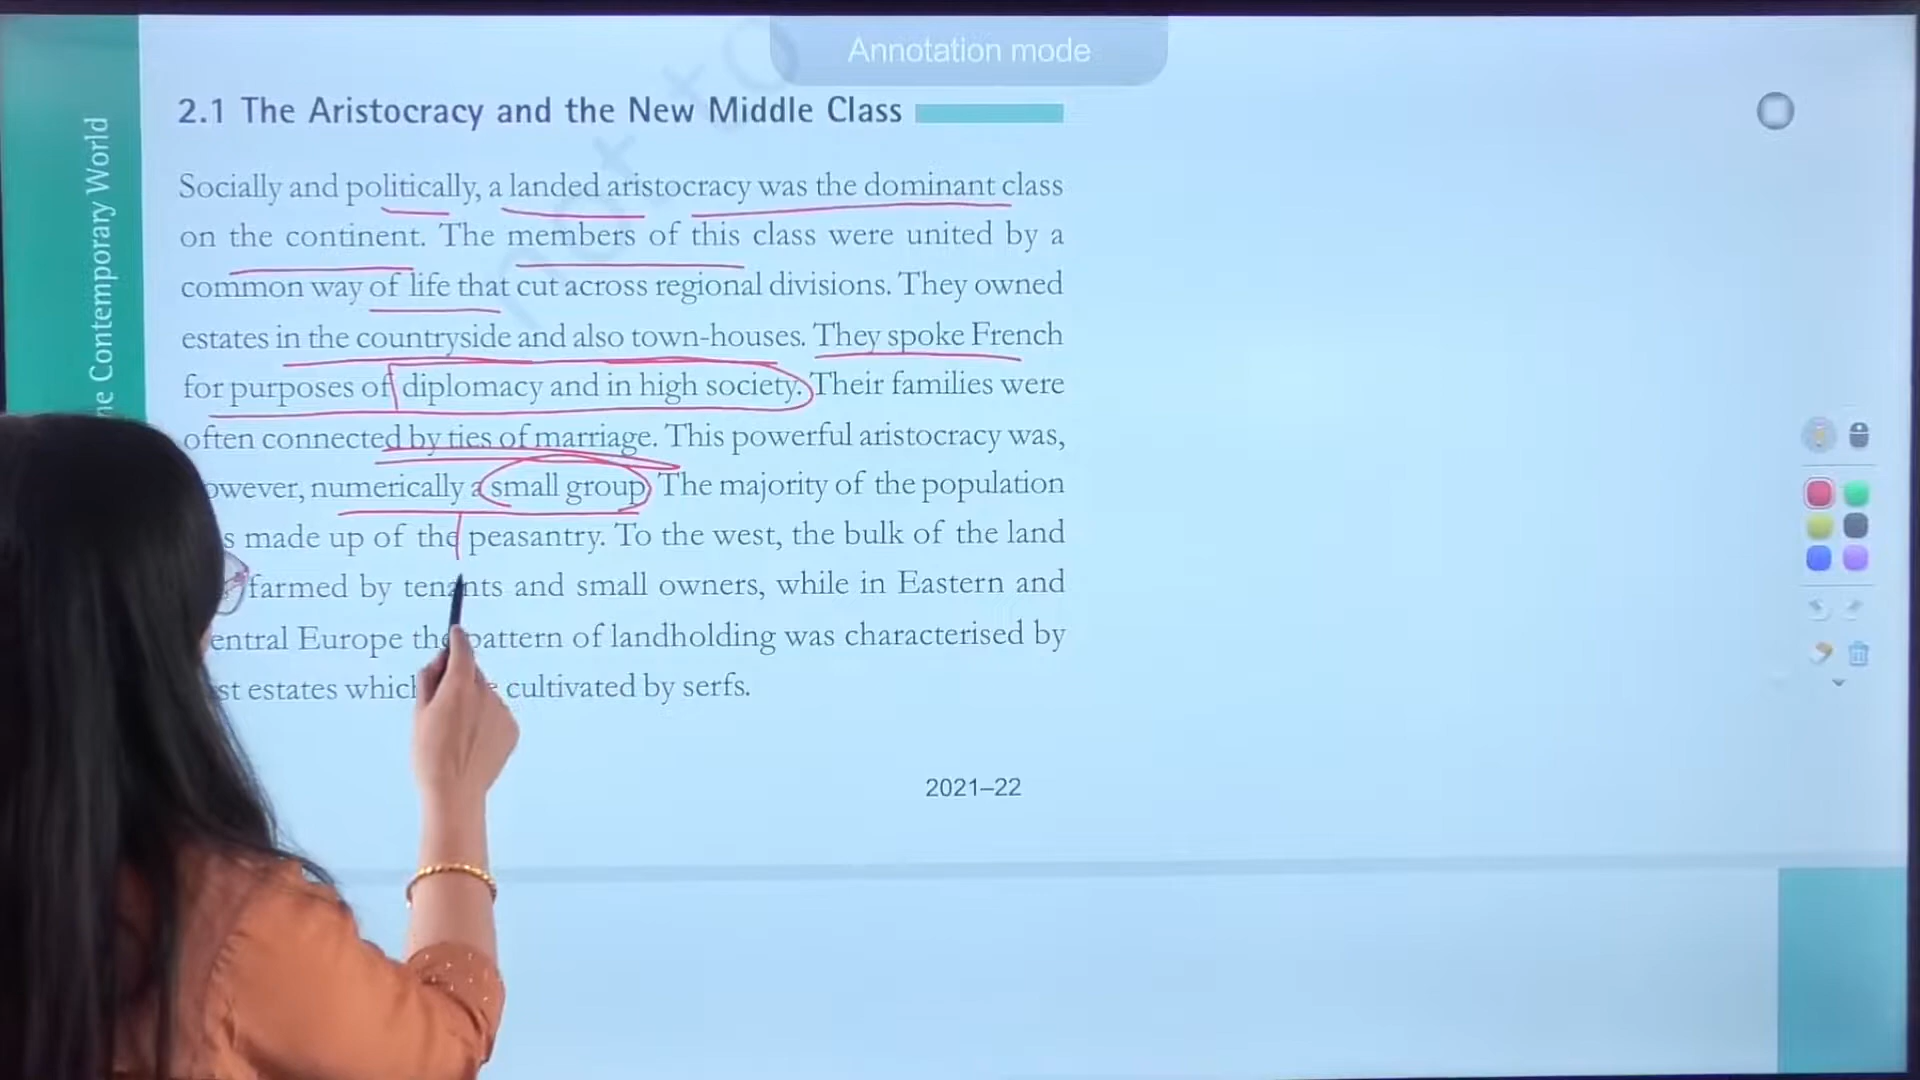 Annotation mode
2.1 The Aristocracy and the New Middle Class
Socially and politically, a landed aristocracy was the dominant class
on the continent. The members of this class were united by a
common way of life that cut across regional divisions. They owned
estates in the countryside and also town-houses. They spoke French
for purposes of diplomacy and in high society. Their families were
often connected by ties of marriage. This powerful aristocracy was,
owever, numerically a small group. The majority of the population
s made up of the peasantry. To the west, the bulk of the land
farmed by tenants and small owners, while in Eastern and
entral Europe the pattern of landholding was characterised by
st estates which cultivated by serfs.
2021–22
he Contemporary World
not to